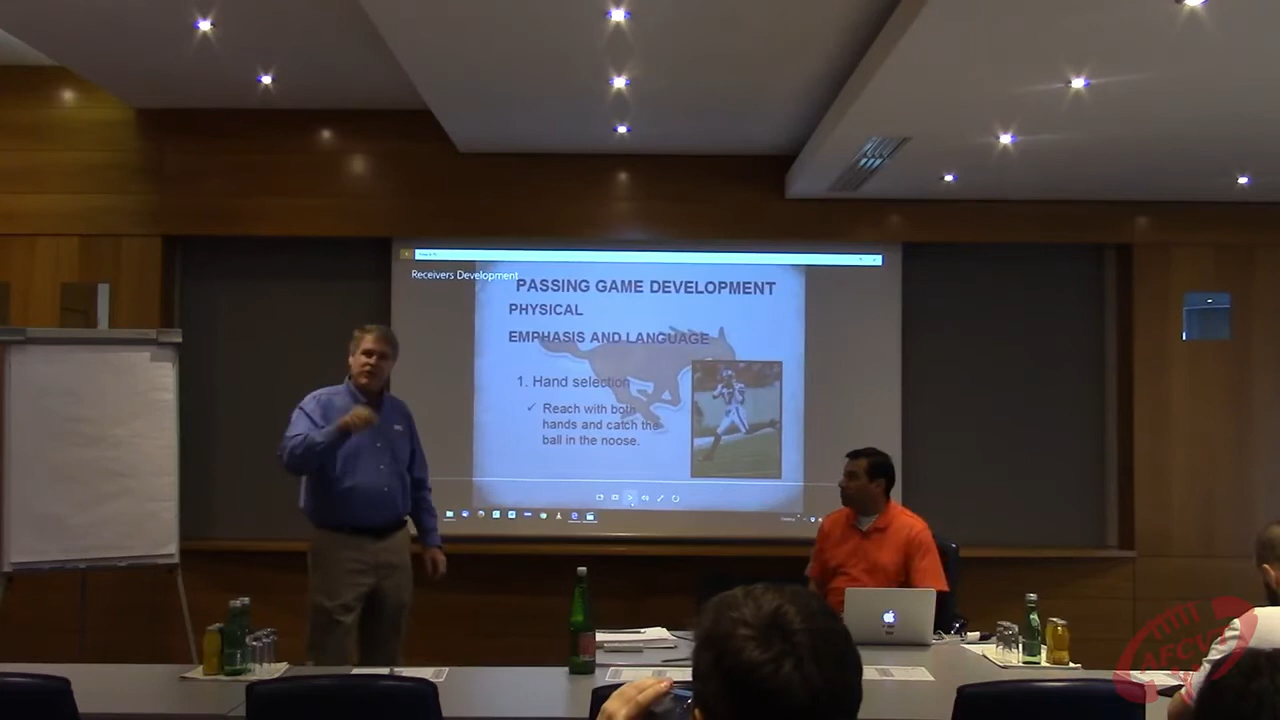 Receivers Development
PASSING GAME DEVELOPMENT
PHYSICAL
EMPHASIS AND LANGUAGE
1. Hand selection
✓ Reach with both
hands and catch the
ball in the noose.
AFCV